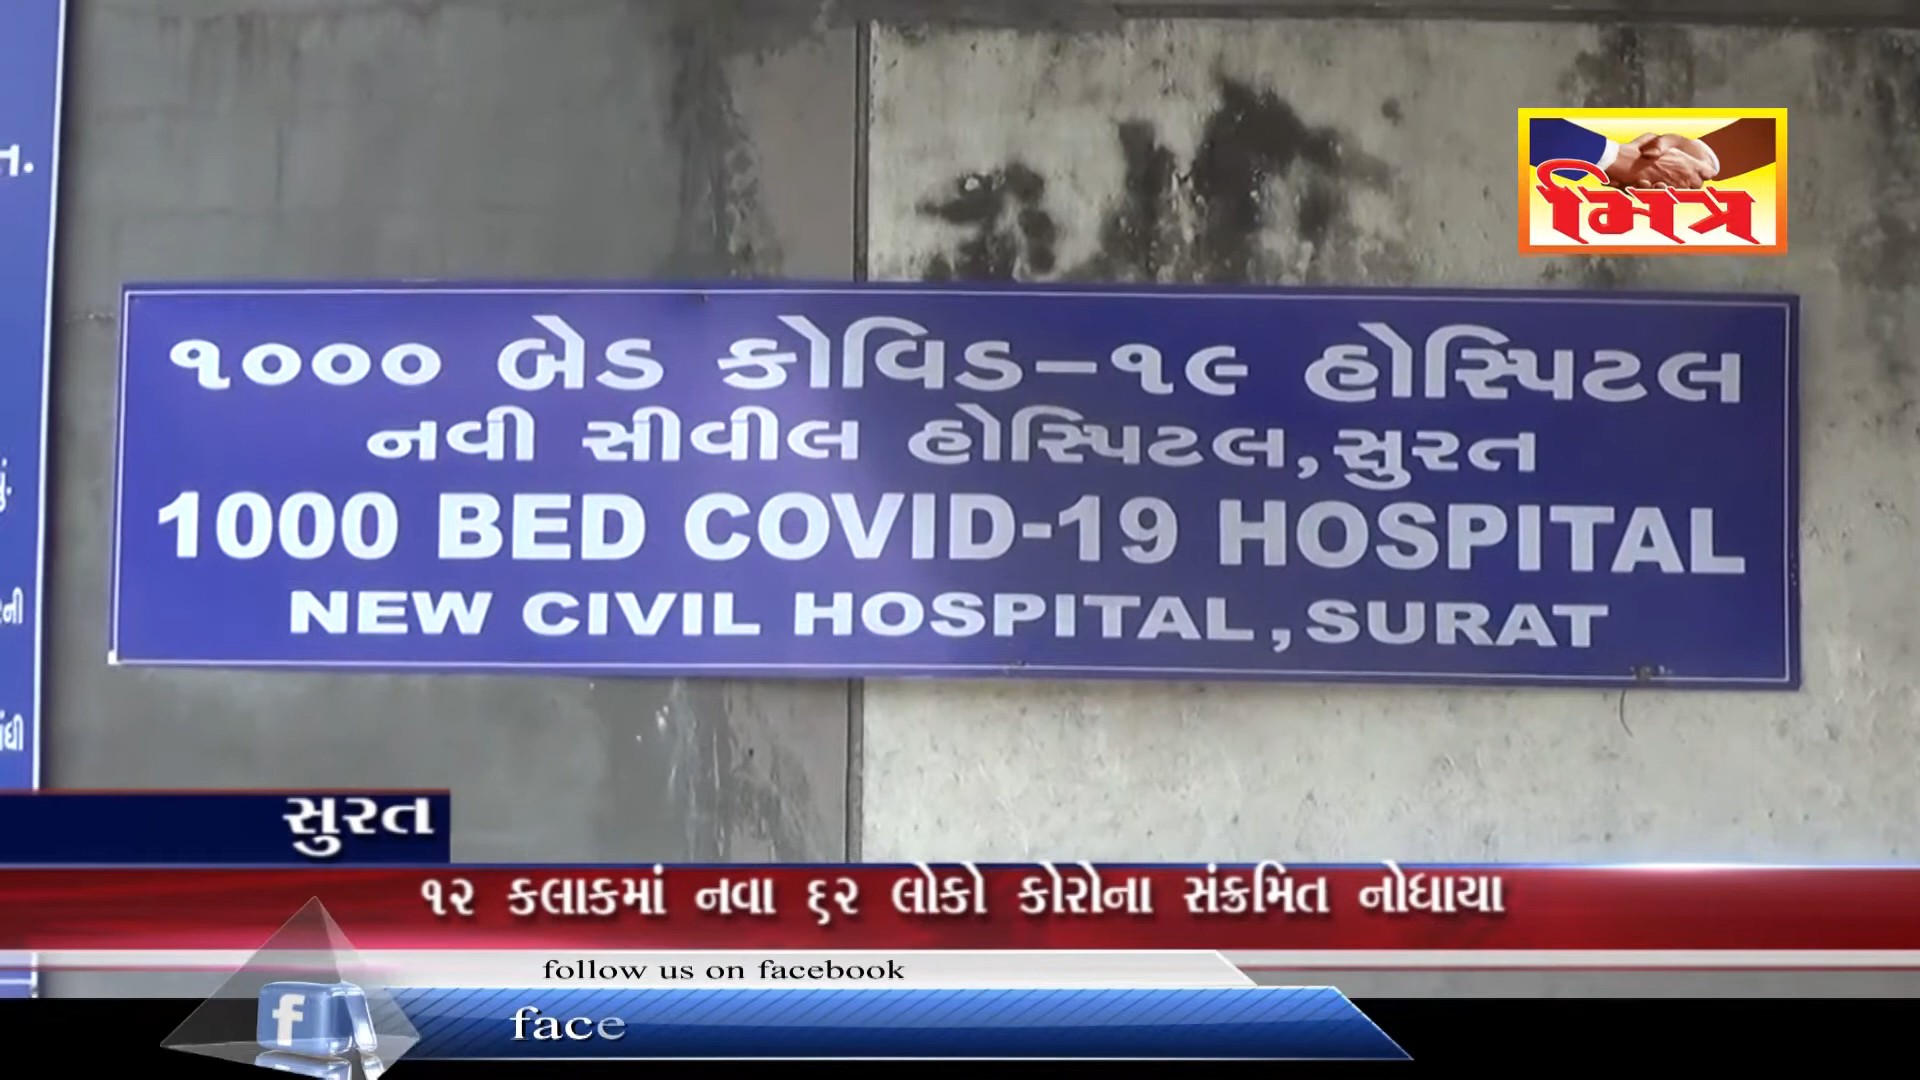 મિત્ર
ત.
૧૦૦૦ બેડ કોવિડ-૧૯ હોસ્પિટલ
નવી સીવીલ હોસ્પિટલ,સુરત
1000 BED COVID-19 HOSPITAL
NEW CIVIL HOSPITAL,SURAT
સુરત
૧૨ કલાકમાં નવા ૬૨ લોકો કોરોના સંક્રમિત નોધાયા
follow us on facebook
f face